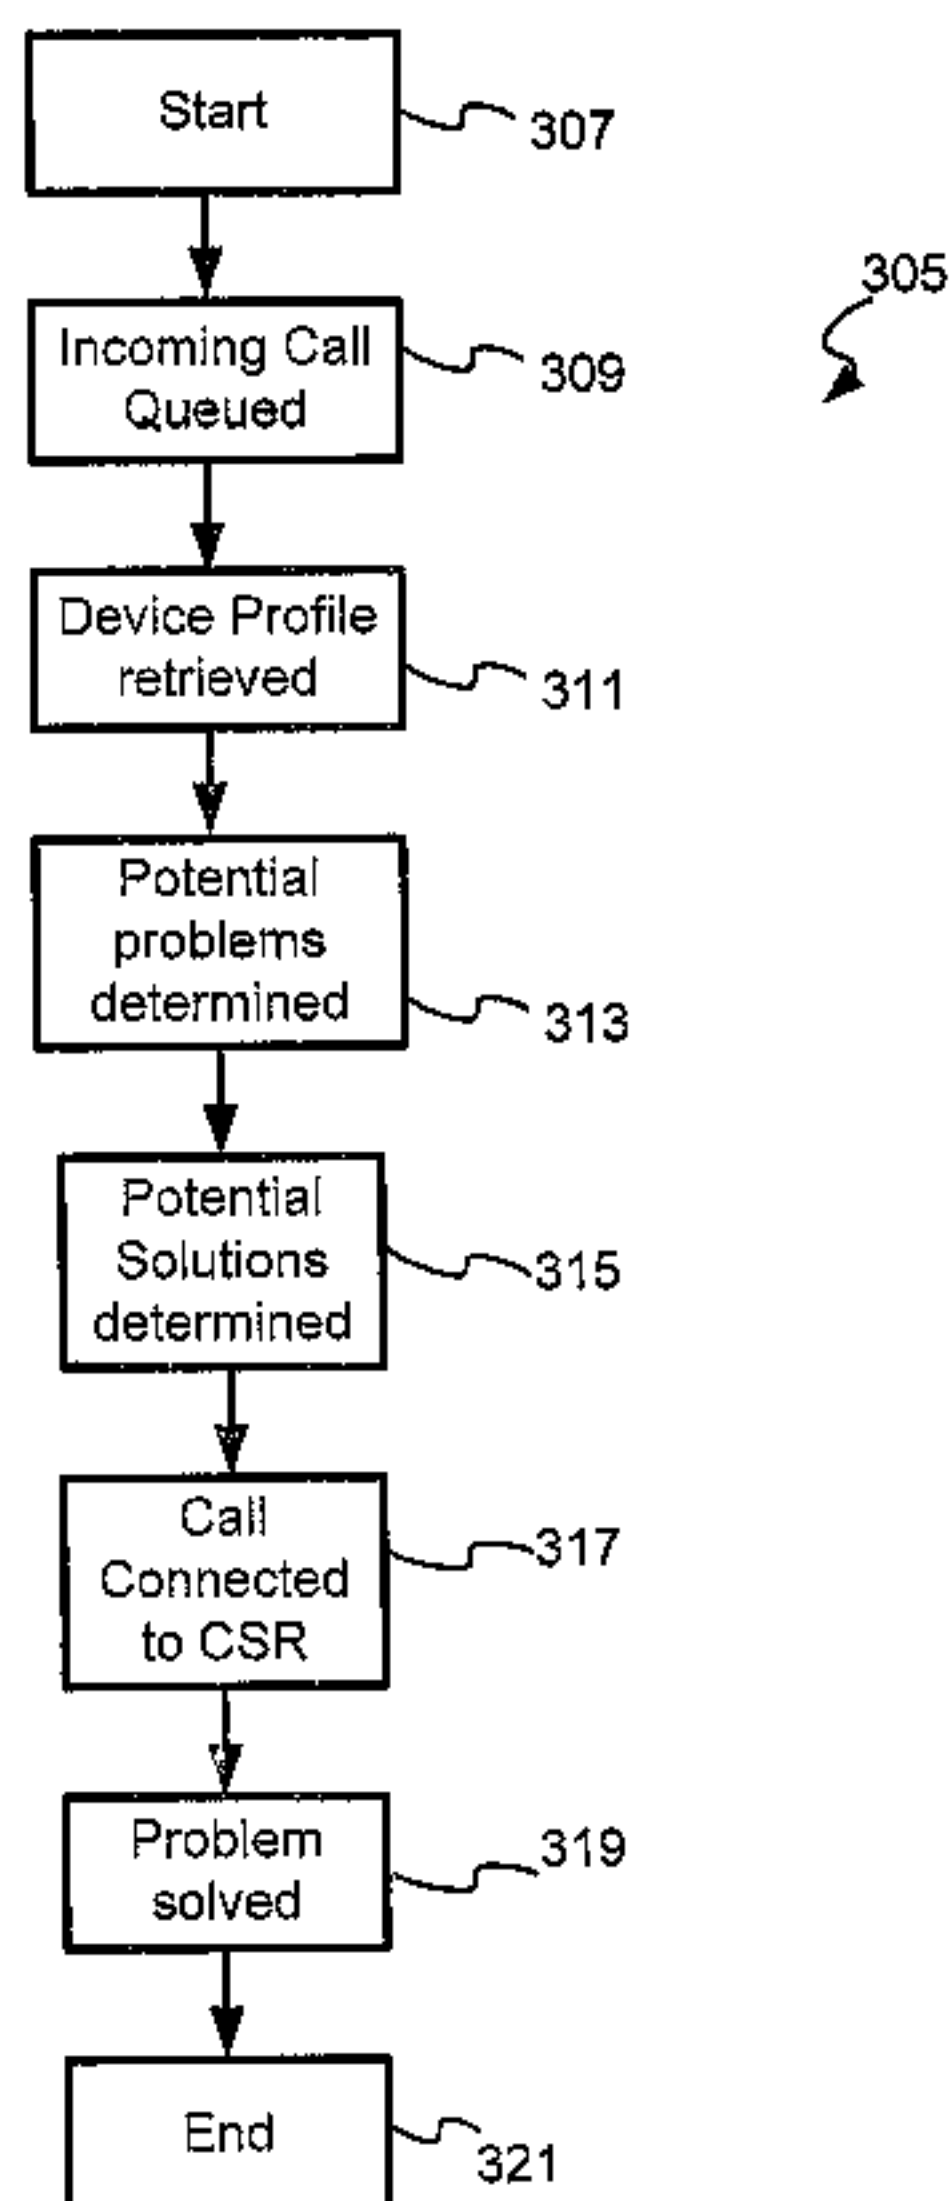 Start
307
305
Incoming Call
Queued
309
Device Profile
retrieved
311
Potential
problems
determined
313
Potential
Solutions
determined
315
Call
Connected
to CSR
317
Problem
solved
319
End
321